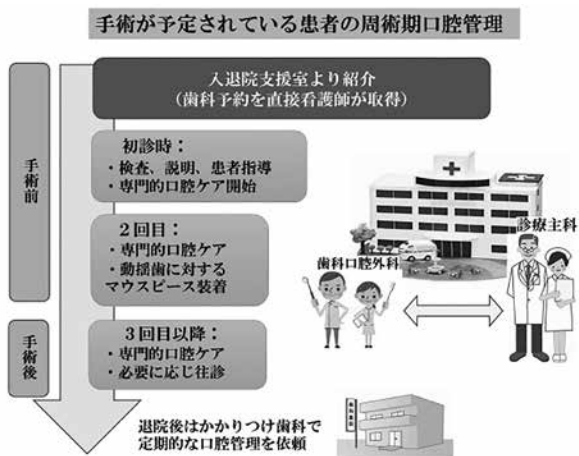 手術が予定されている患者の周術期口腔管理
手術前
入退院支援室より紹介
（歯科予約を直接看護師が取得）
初診時：
・検査、説明、患者指導
・専門的口腔ケア開始
２回目：
・専門的口腔ケア
・動揺歯に対する
マウスピース装着
診療主科
歯科口腔外科
手術後
３回目以降：
・専門的口腔ケア
・必要に応じ往診
退院後はかかりつけ歯科で
定期的な口腔管理を依頼